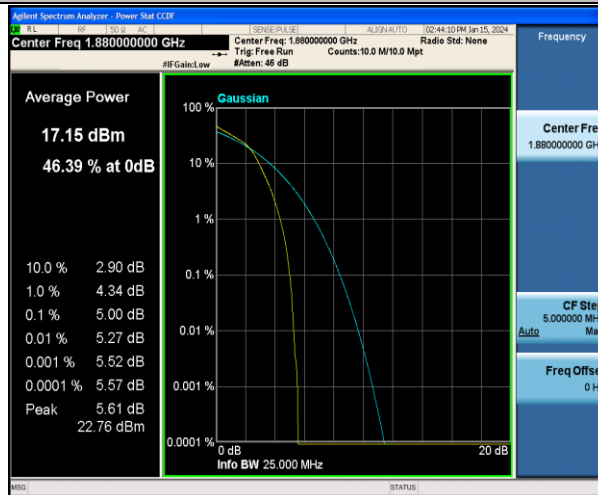 Agilent Spectrum Analyzer - Power Stat CCDF
RL RF 50 Ω AC SENSE:PULSE ALIGNAUTO 02:44:10 PM Jan 15, 2024
Center Freq 1.880000000 GHz
Center Freq: 1.880000000 GHz Radio Std: None
Trig: Free Run Counts:10.0 M/10.0 Mpt
#IFGain:Low #Atten: 46 dB
Frequency
Average Power
17.15 dBm
46.39 % at 0dB
10.0 % 2.90 dB
1.0 % 4.34 dB
0.1 % 5.00 dB
0.01 % 5.27 dB
0.001 % 5.52 dB
0.0001 % 5.57 dB
Peak 5.61 dB
22.76 dBm
Gaussian
100 %
10 %
1 %
0.1 %
0.01 %
0.001 %
0.0001 %
0 dB 20 dB
Info BW 25.000 MHz
Center Fre
1.880000000 GH
CF Ste
5.000000 MH
Auto Ma
Freq Offse
0 H
MSG STATUS